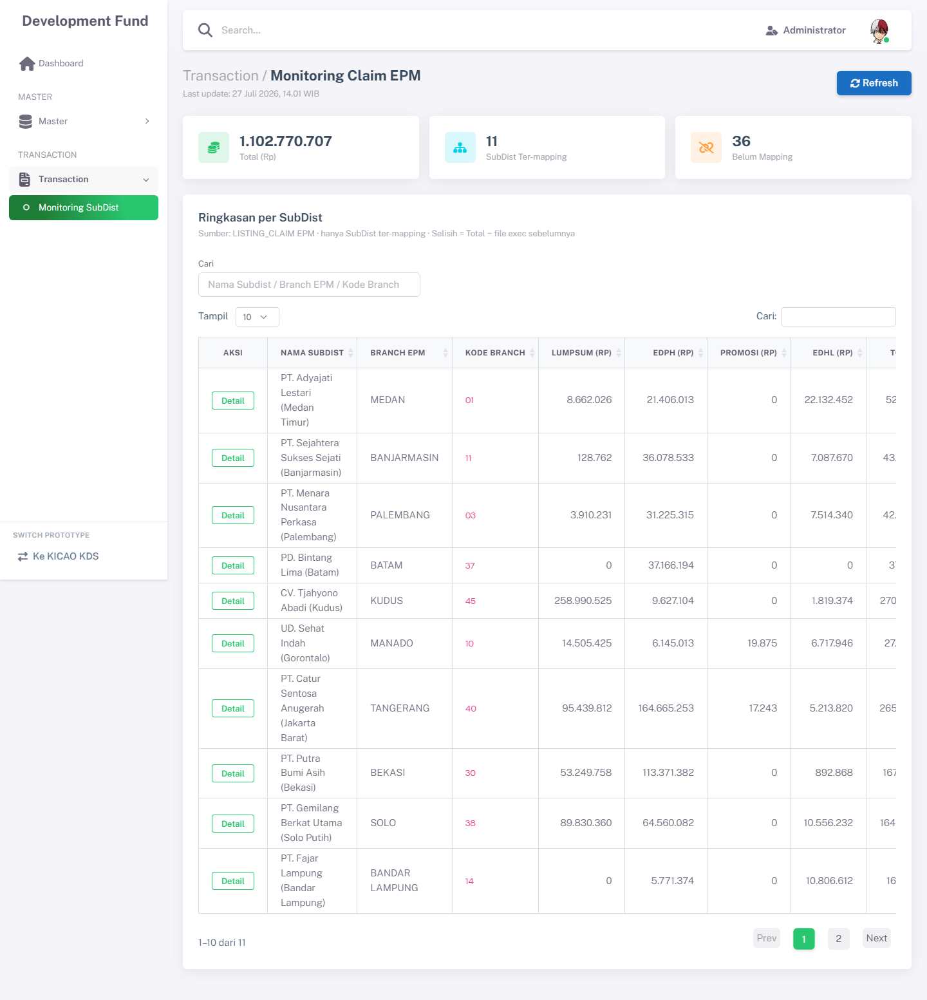 Development Fund
Dashboard
MASTER
Master
TRANSACTION
Transaction
Monitoring SubDist
SWITCH PROTOTYPE
Ke KICAO KDS
Search...
Administrator
Transaction / Monitoring Claim EPM
Last update: 27 Juli 2026, 14.01 WIB
Refresh
1.102.770.707
Total (Rp)
11
SubDist Ter-mapping
36
Belum Mapping
Ringkasan per SubDist
Sumber: LISTING_CLAIM EPM · hanya SubDist ter-mapping · Selisih = Total − file exec sebelumnya
Cari
Nama Subdist / Branch EPM / Kode Branch
Tampil 10
Cari:
AKSI NAMA SUBDIST BRANCH EPM KODE BRANCH LUMPSUM (RP) EDPH (RP) PROMOSI (RP) EDHL (RP)
Detail PT. Adyajati
Lestari
(Medan
Timur) MEDAN 01 8.662.026 21.406.013 0 22.132.452 52
Detail PT. Sejahtera
Sukses Sejati
(Banjarmasin) BANJARMASIN 11 128.762 36.078.533 0 7.087.670 43.
Detail PT. Menara
Nusantara
Perkasa
(Palembang) PALEMBANG 03 3.910.231 31.225.315 0 7.514.340 42.
Detail PD. Bintang
Lima (Batam) BATAM 37 0 37.166.194 0 0
Detail CV. Tjahyono
Abadi (Kudus) KUDUS 45 258.990.525 9.627.104 0 1.819.374 270
Detail UD. Sehat
Indah
(Gorontalo) MANADO 10 14.505.425 6.145.013 19.875 6.717.946 27.
Detail PT. Catur
Sentosa
Anugerah
(Jakarta
Barat) TANGERANG 40 95.439.812 164.665.253 17.243 5.213.820 265
Detail PT. Putra
Bumi Asih
(Bekasi) BEKASI 30 53.249.758 113.371.382 0 892.868 167
Detail PT. Gemilang
Berkat Utama
(Solo Putih) SOLO 38 89.830.360 64.560.082 0 10.556.232 164
Detail PT. Fajar
Lampung
(Bandar
Lampung) BANDAR
LAMPUNG 14 0 5.771.374 0 10.806.612 16
1–10 dari 11
Prev 1 2 Next